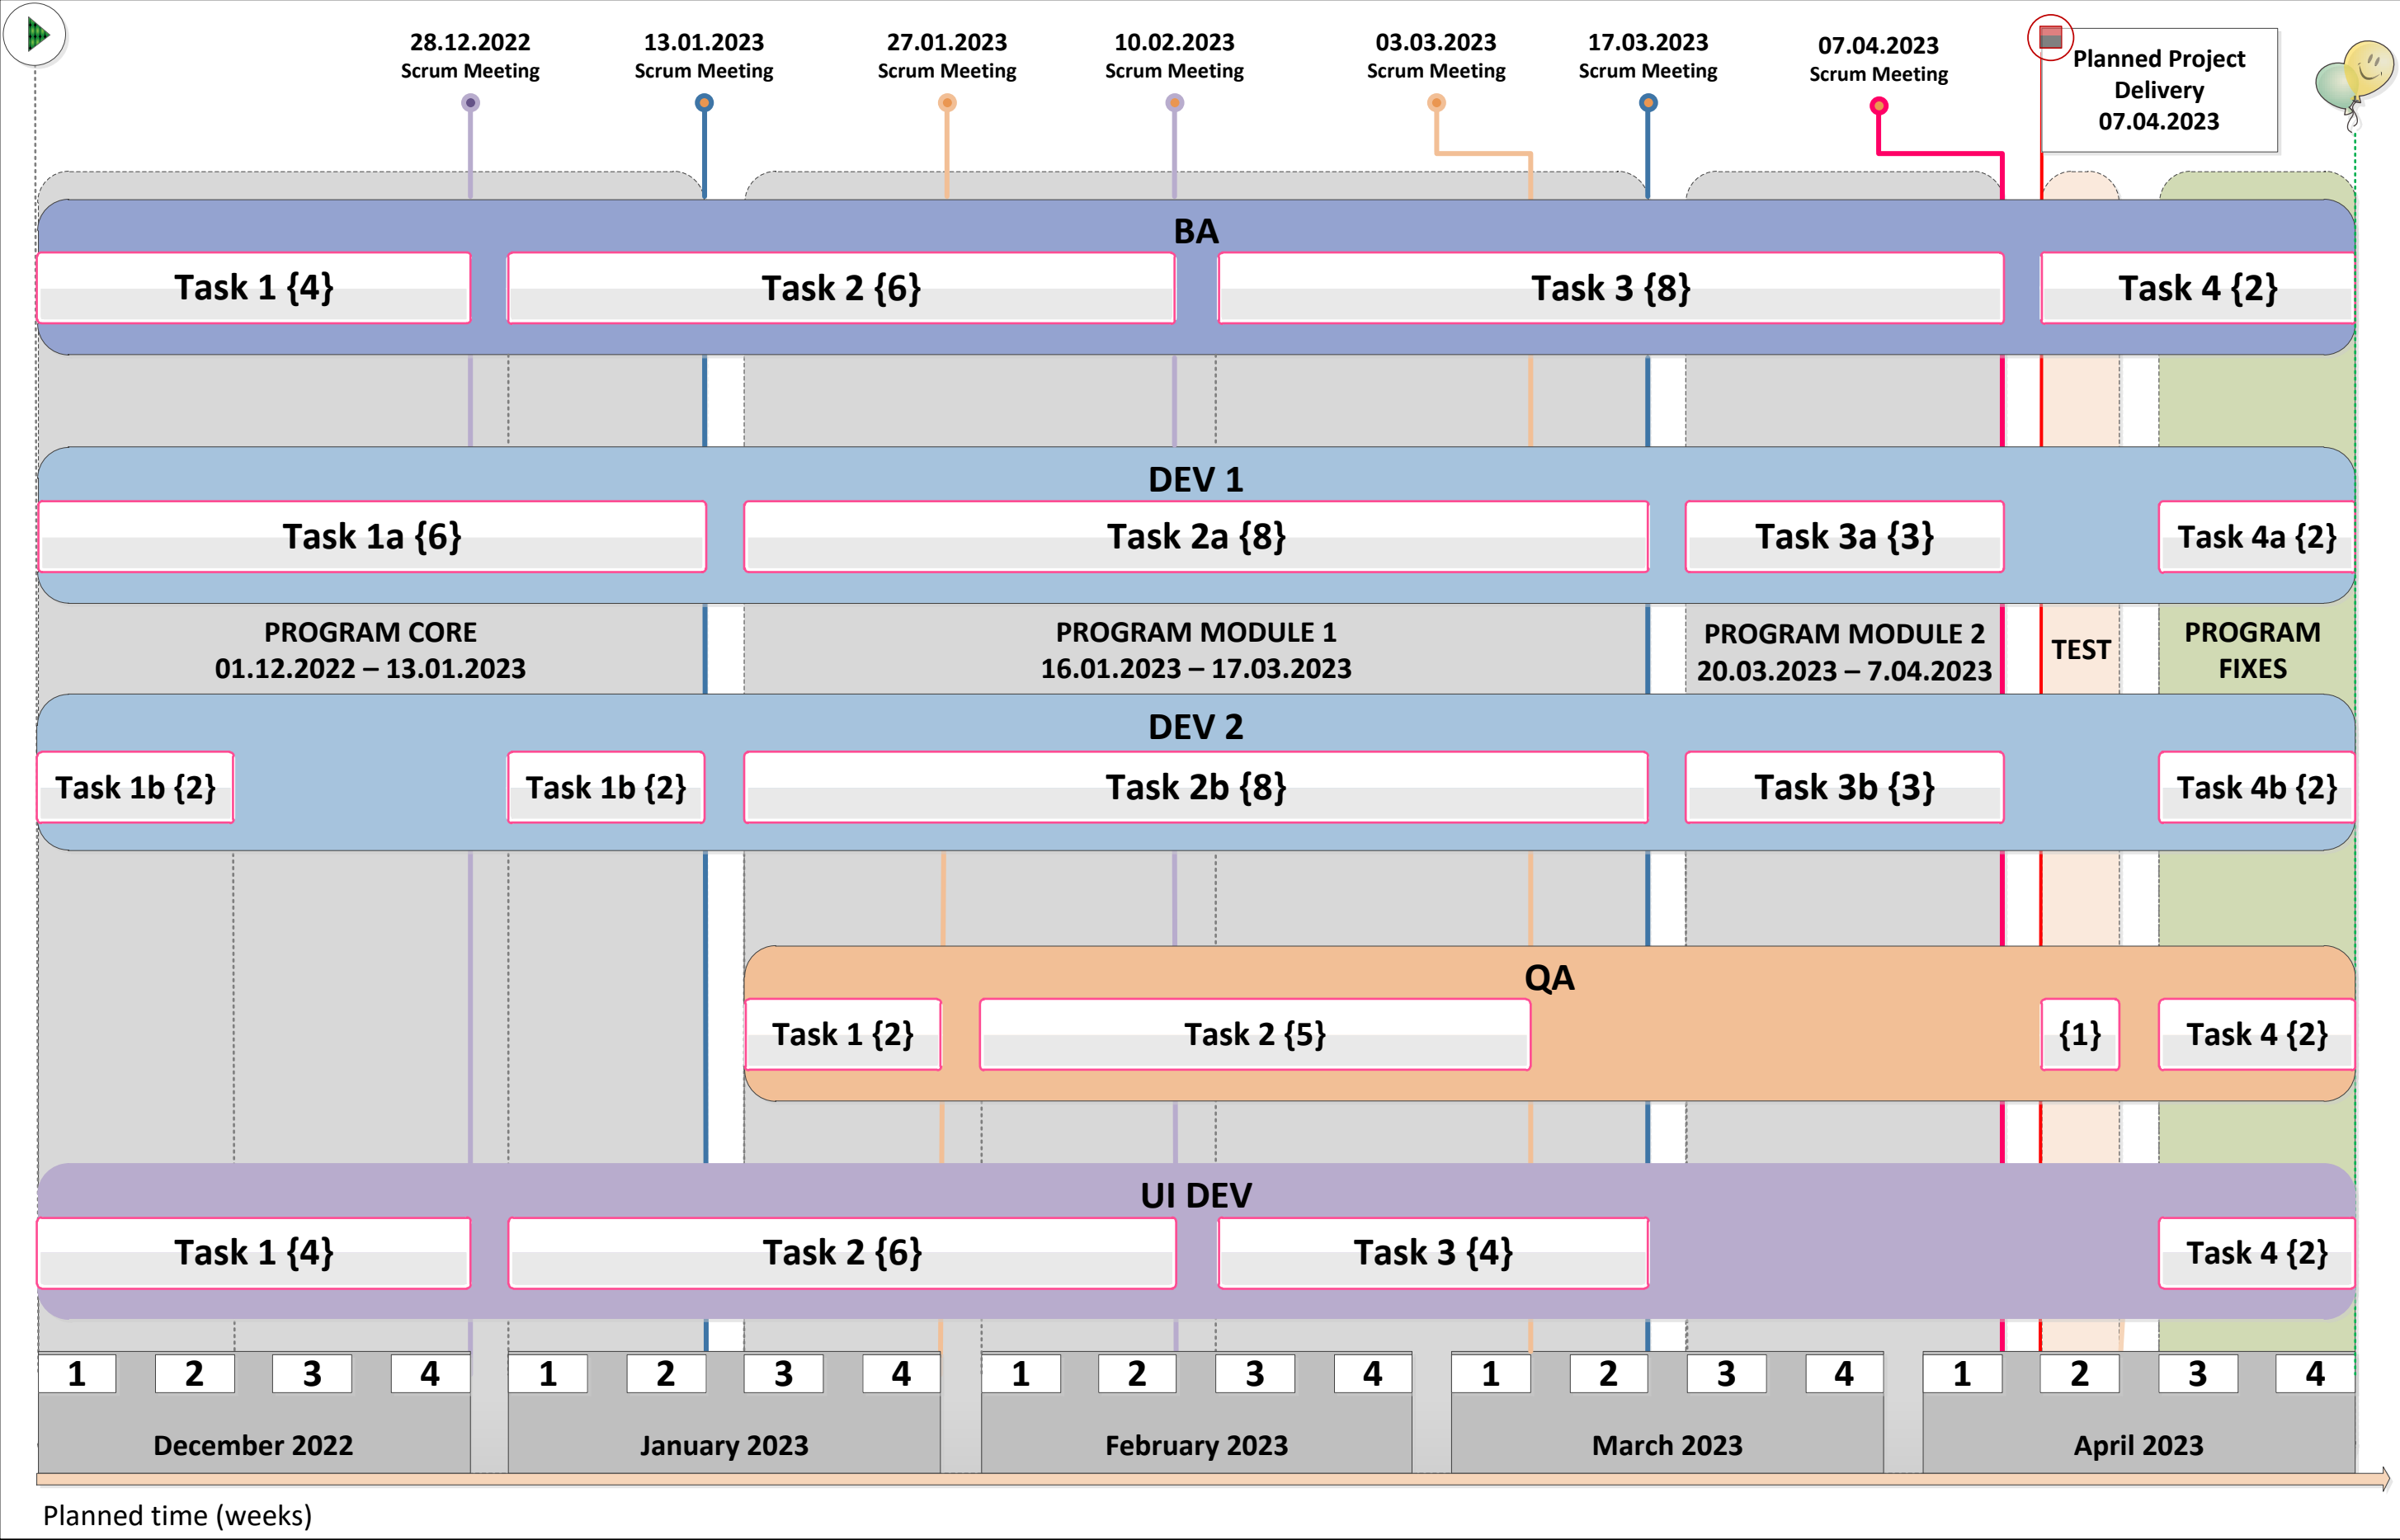 28.12.2022
Scrum Meeting
13.01.2023
Scrum Meeting
27.01.2023
Scrum Meeting
10.02.2023
Scrum Meeting
03.03.2023
Scrum Meeting
17.03.2023
Scrum Meeting
07.04.2023
Scrum Meeting
Planned Project
Delivery
07.04.2023
BA
Task 1 {4}
Task 2 {6}
Task 3 {8}
Task 4 {2}
DEV 1
Task 1a {6}
Task 2a {8}
Task 3a {3}
Task 4a {2}
PROGRAM CORE
01.12.2022 – 13.01.2023
PROGRAM MODULE 1
16.01.2023 – 17.03.2023
PROGRAM MODULE 2
20.03.2023 – 7.04.2023
TEST
PROGRAM
FIXES
DEV 2
Task 1b {2}
Task 1b {2}
Task 2b {8}
Task 3b {3}
Task 4b {2}
QA
Task 1 {2}
Task 2 {5}
{1}
Task 4 {2}
UI DEV
Task 1 {4}
Task 2 {6}
Task 3 {4}
Task 4 {2}
1 2 3 4
December 2022
1 2 3 4
January 2023
1 2 3 4
February 2023
1 2 3 4
March 2023
1 2 3 4
April 2023
Planned time (weeks)